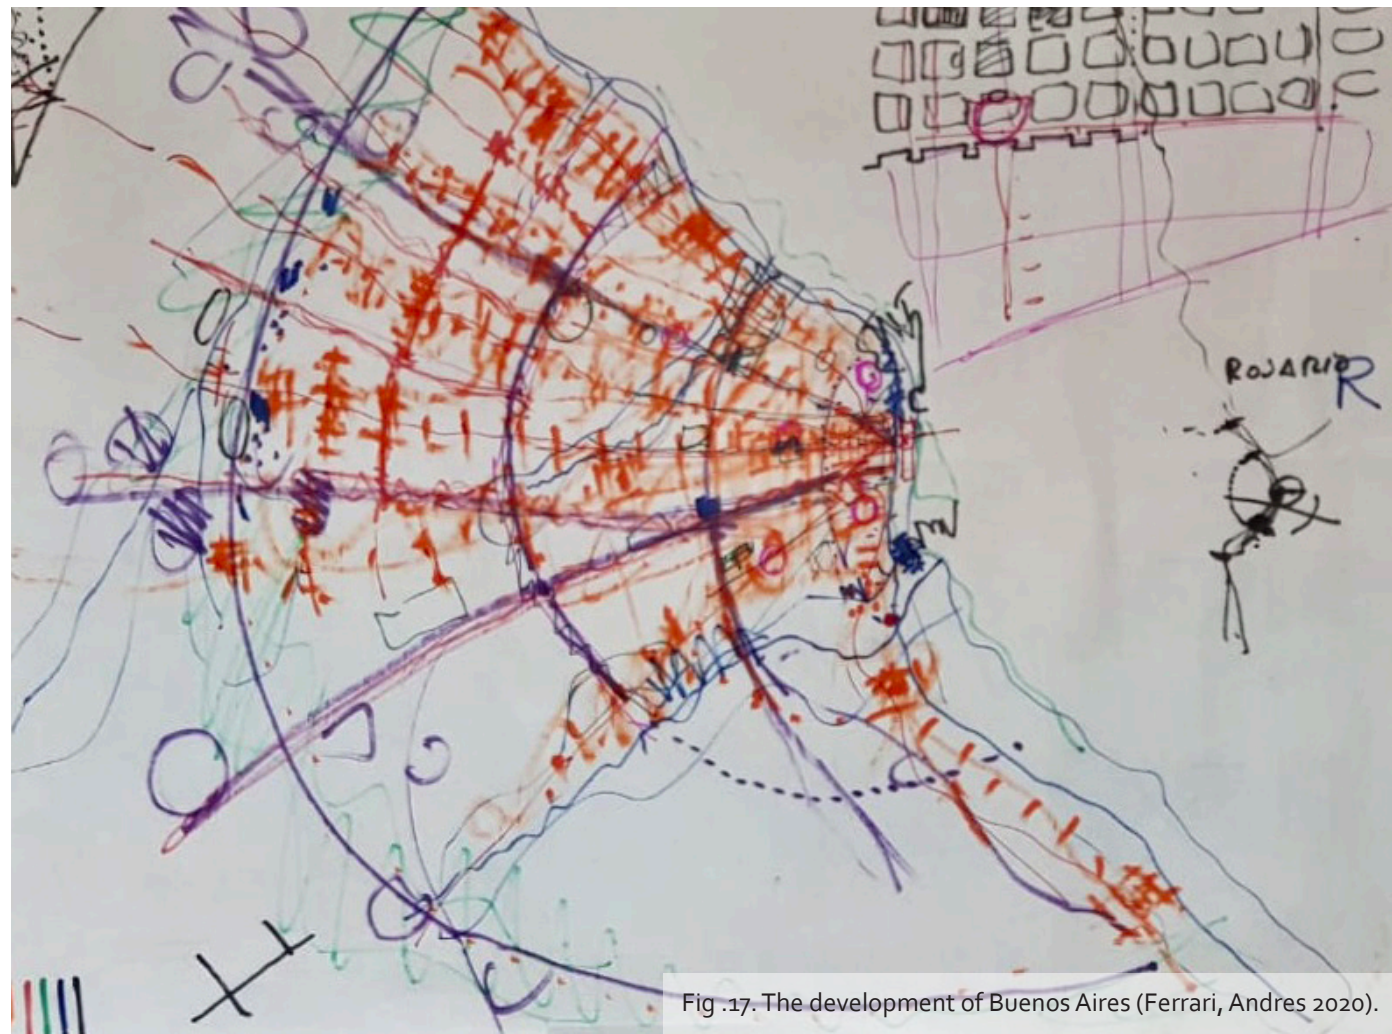 ROSARIO
R
Fig .17. The development of Buenos Aires (Ferrari, Andres 2020).